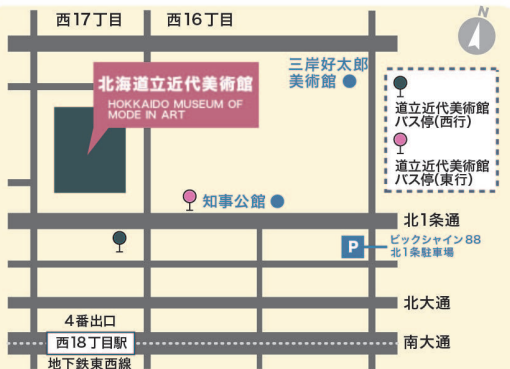 西17丁目
西16丁目
N
三岸好太郎
美術館
北海道立近代美術館
HOKKAIDO MUSEUM OF
MODE IN ART
道立近代美術館
バス停(西行)
道立近代美術館
バス停(東行)
知事公館
北1条通
P
ビックシャイン88
北1条駐車場
北大通
4番出口
西18丁目駅
地下鉄東西線
南大通